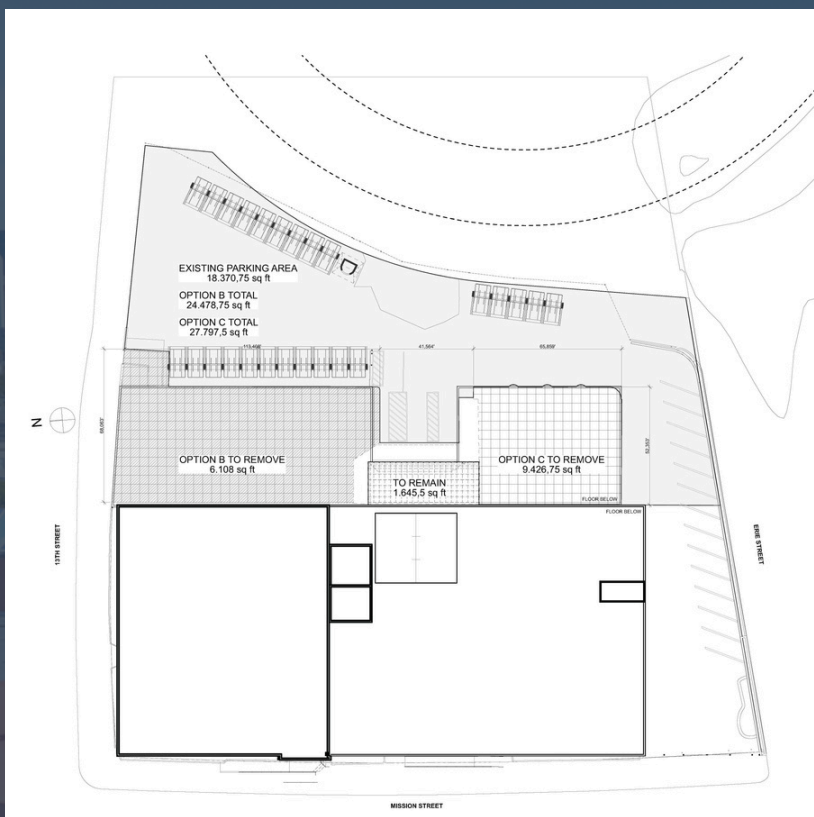 EXISTING PARKING AREA
18.370,75 sq ft
OPTION B TOTAL
24.478,75 sq ft
OPTION C TOTAL
27.797,5 sq ft
41,564'
65,859'
N
OPTION B TO REMOVE
6.108 sq ft
OPTION C TO REMOVE
9.426,75 sq ft
TO REMAIN
1.645,5 sq ft
FLOOR BELOW
FLOOR BELOW
13TH STREET
ERIE STREET
MISSION STREET